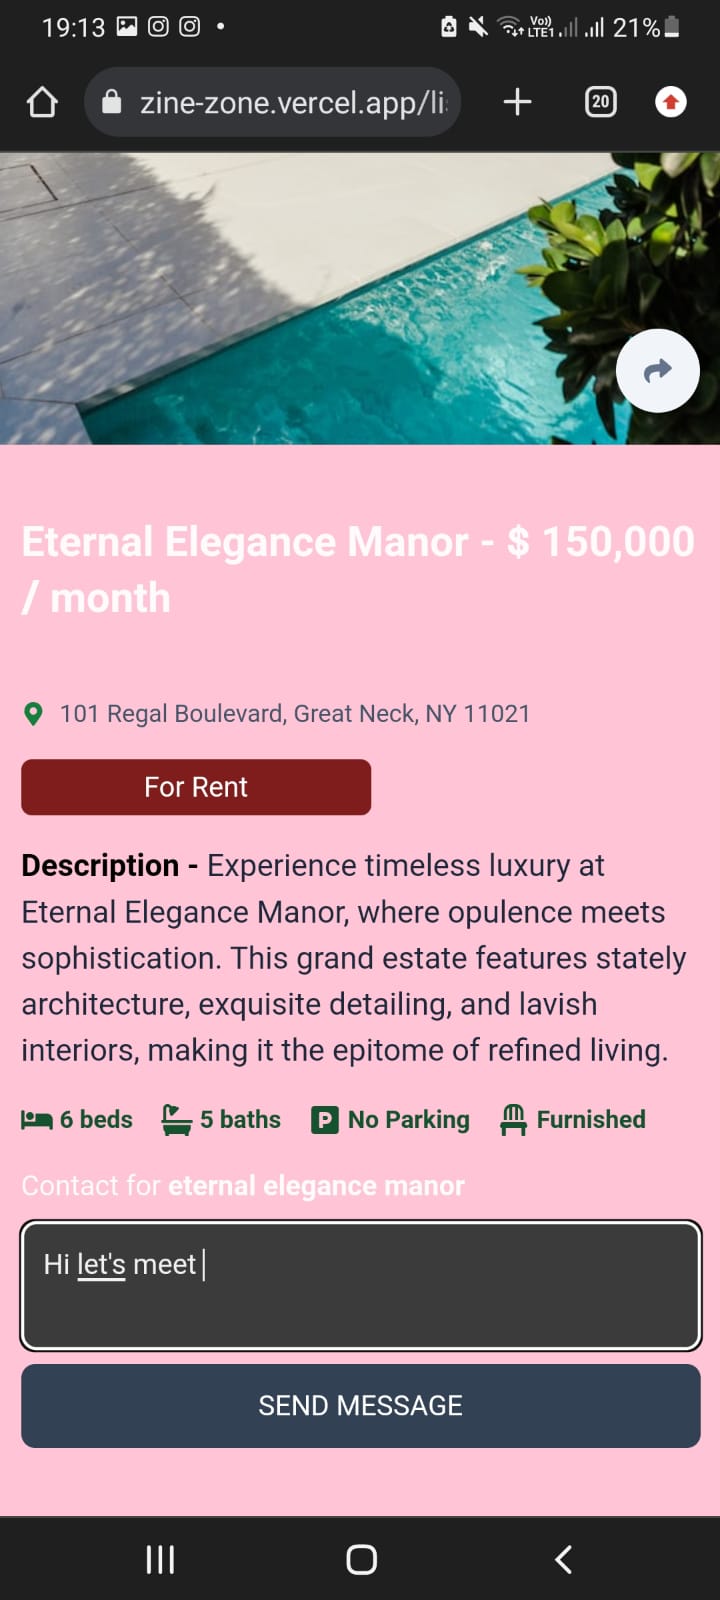 19:13
Vo)) LTE1 21%
zine-zone.vercel.app/li
20
Eternal Elegance Manor - $ 150,000
/ month
101 Regal Boulevard, Great Neck, NY 11021
For Rent
Description - Experience timeless luxury at
Eternal Elegance Manor, where opulence meets
sophistication. This grand estate features stately
architecture, exquisite detailing, and lavish
interiors, making it the epitome of refined living.
6 beds 5 baths P No Parking Furnished
Contact for eternal elegance manor
Hi let's meet
SEND MESSAGE